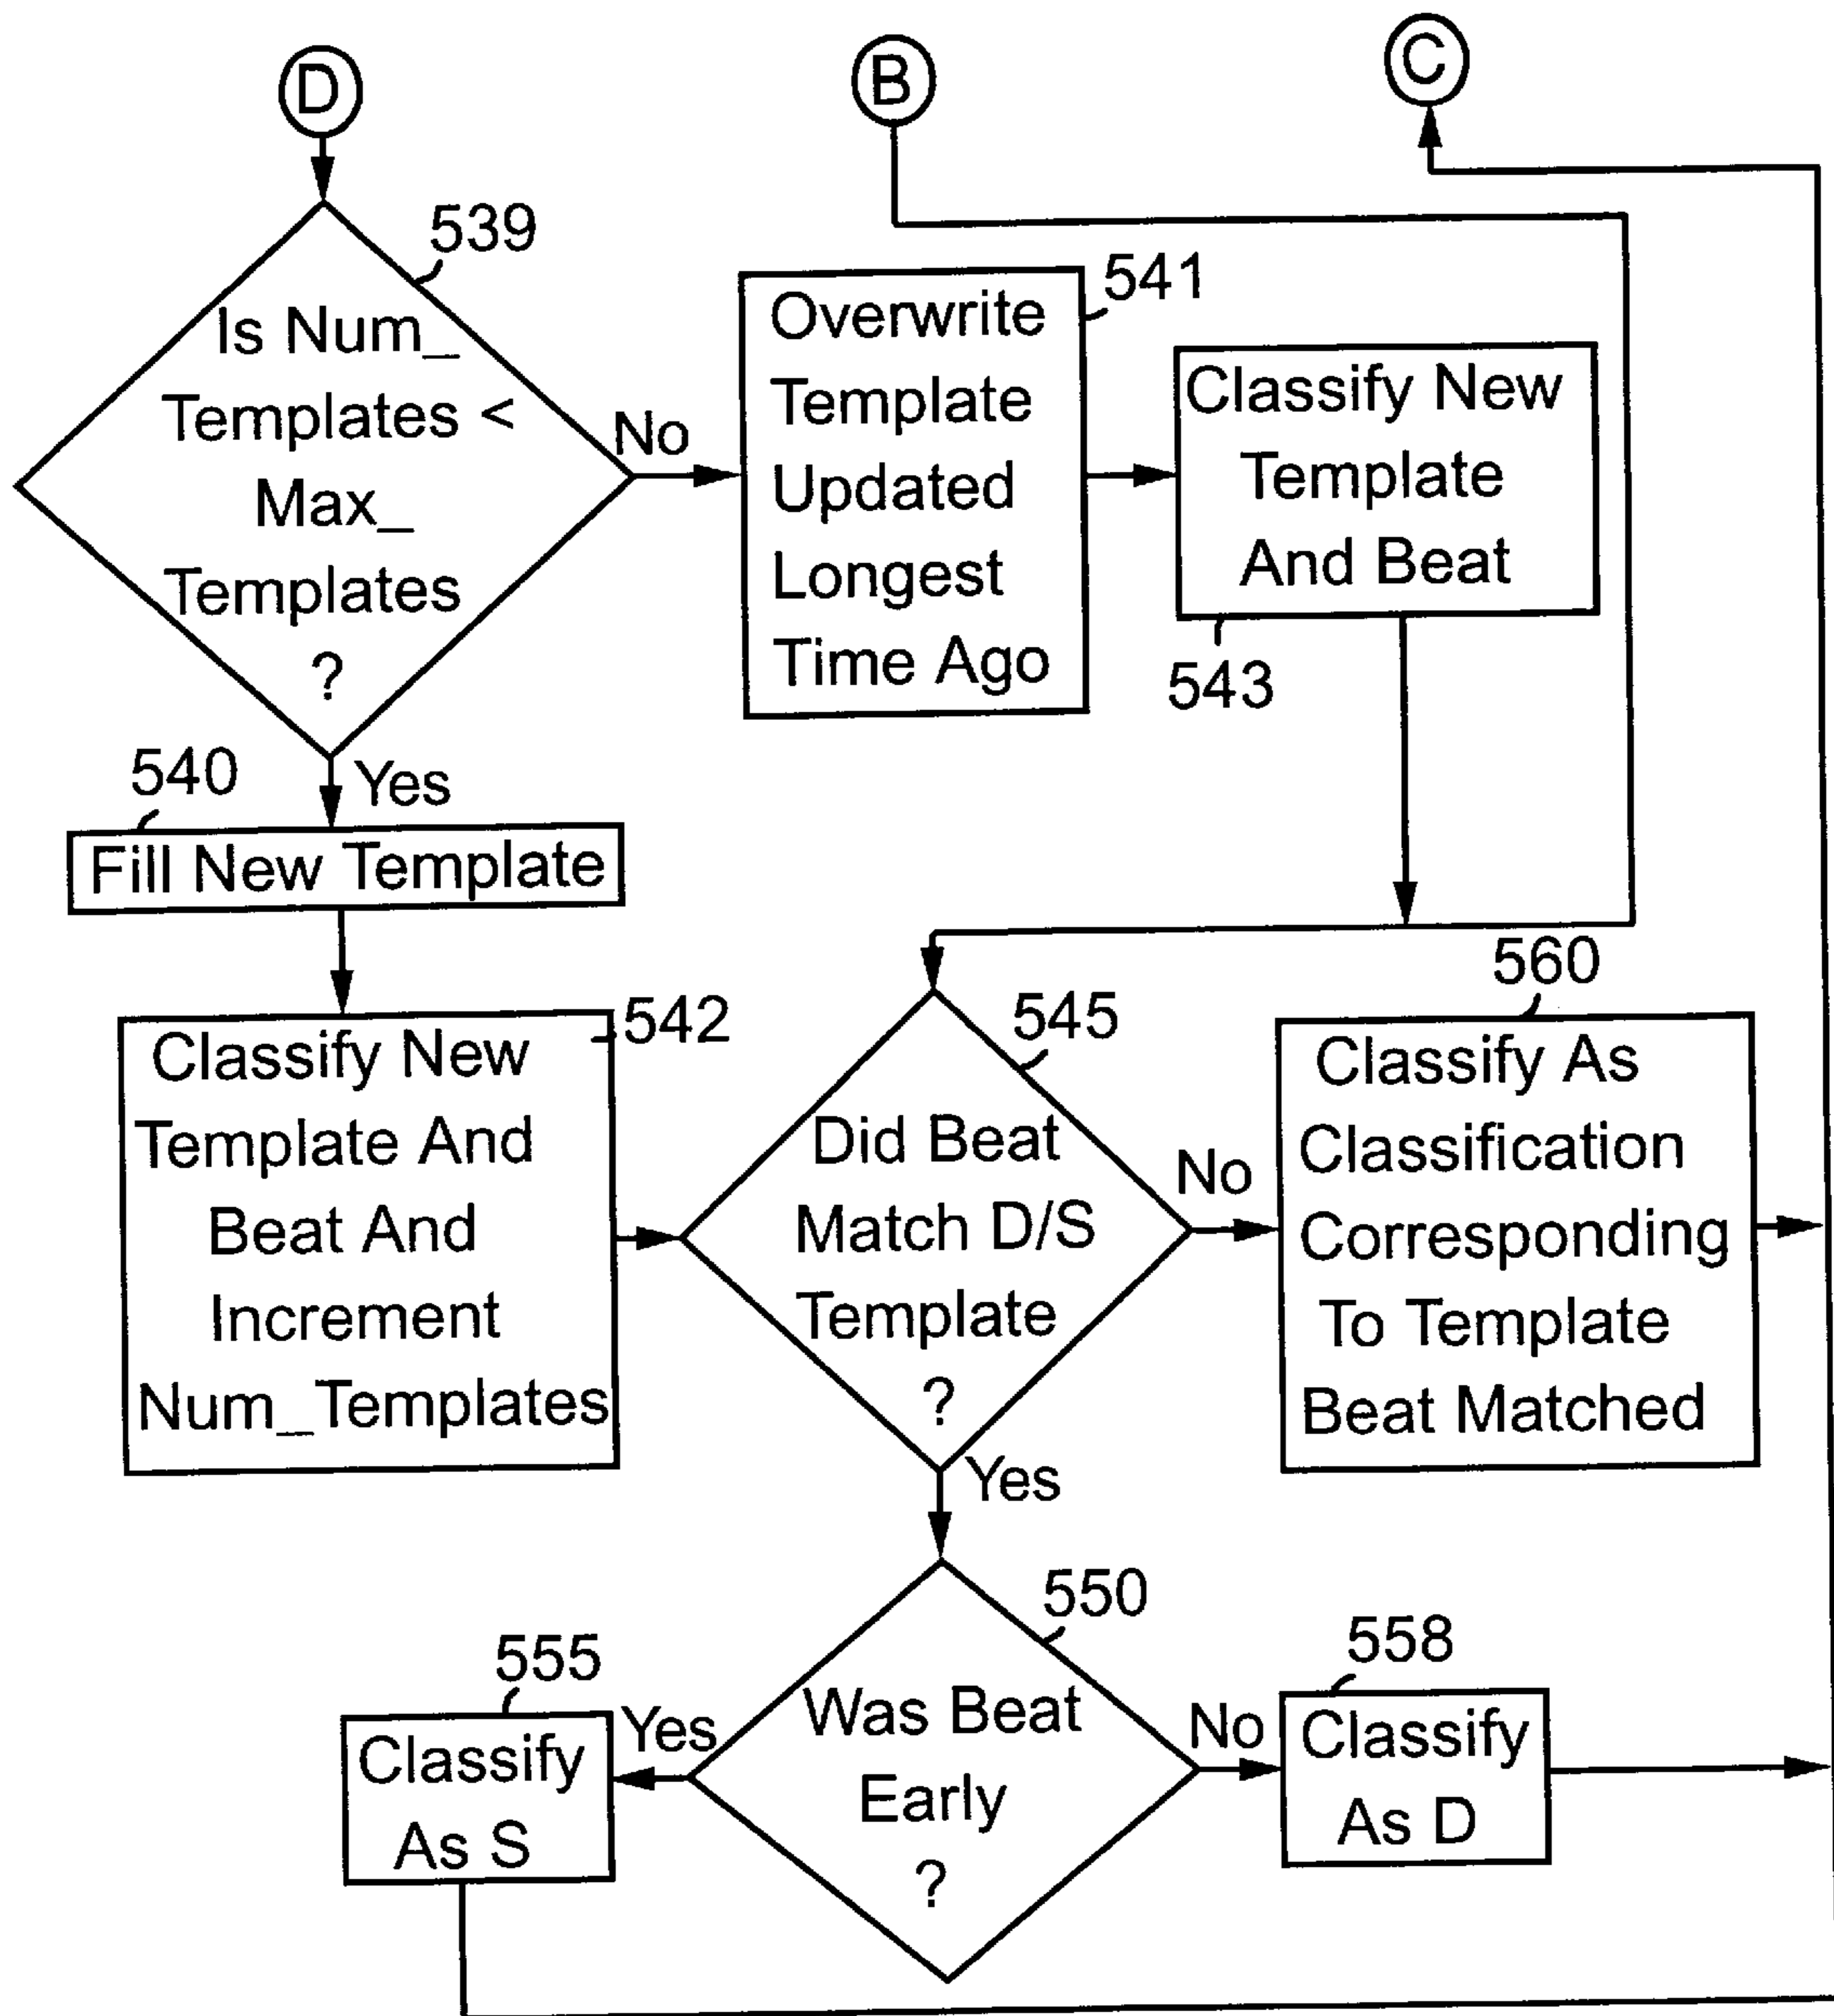 D
B
C
539
Is Num_
Templates <
Max_
Templates
?
No
541
Overwrite
Template
Updated
Longest
Time Ago
Classify New
Template
And Beat
543
540
Yes
Fill New Template
542
Classify New
Template And
Beat And
Increment
Num_Templates
545
Did Beat
Match D/S
Template
?
No
560
Classify As
Classification
Corresponding
To Template
Beat Matched
Yes
550
Was Beat
Early
?
Yes
555
Classify
As S
No
558
Classify
As D